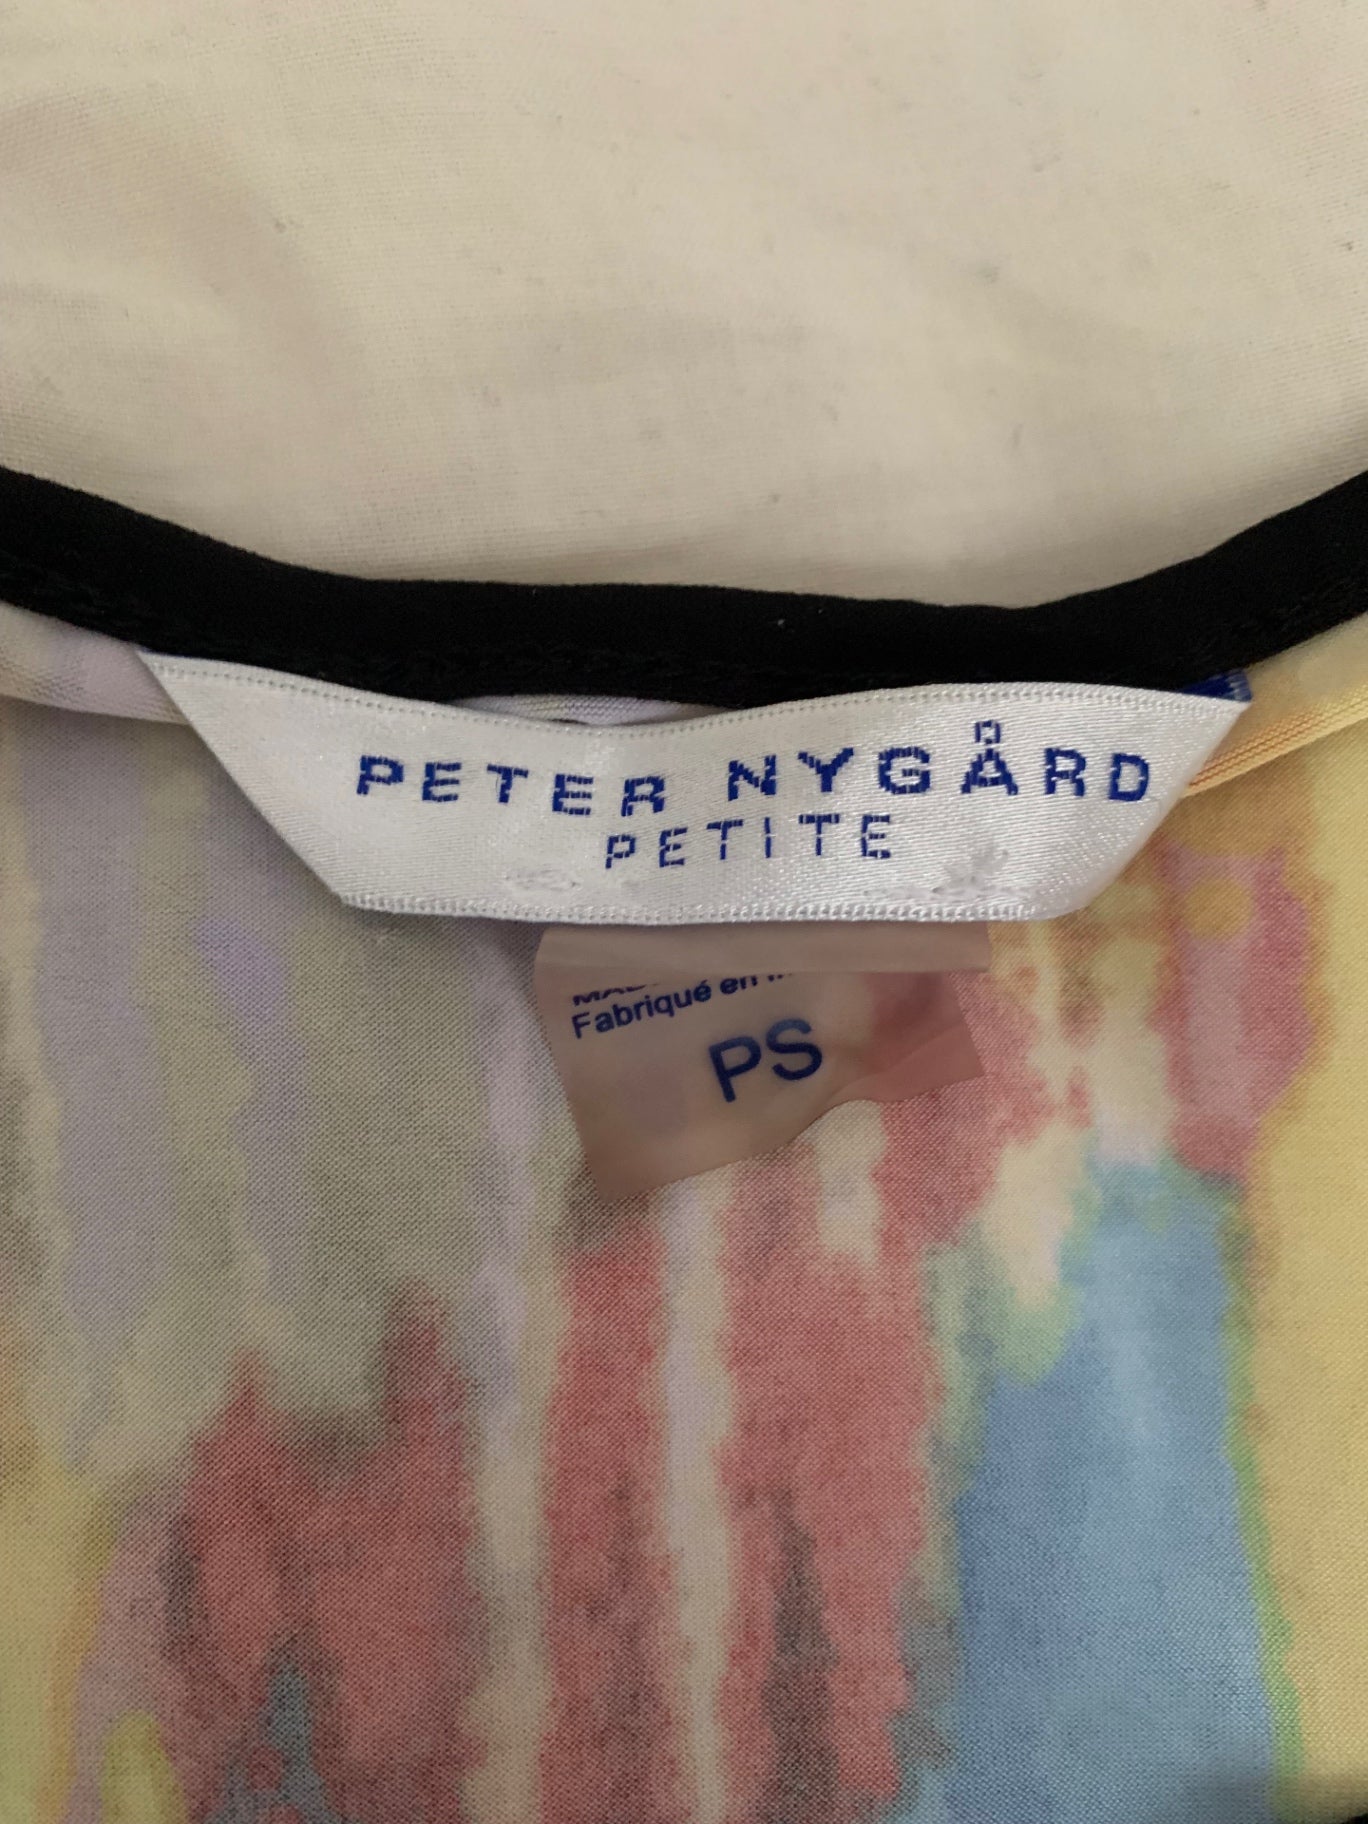 PETER NYGÅRD
PETITE
Fabriqué en
PS